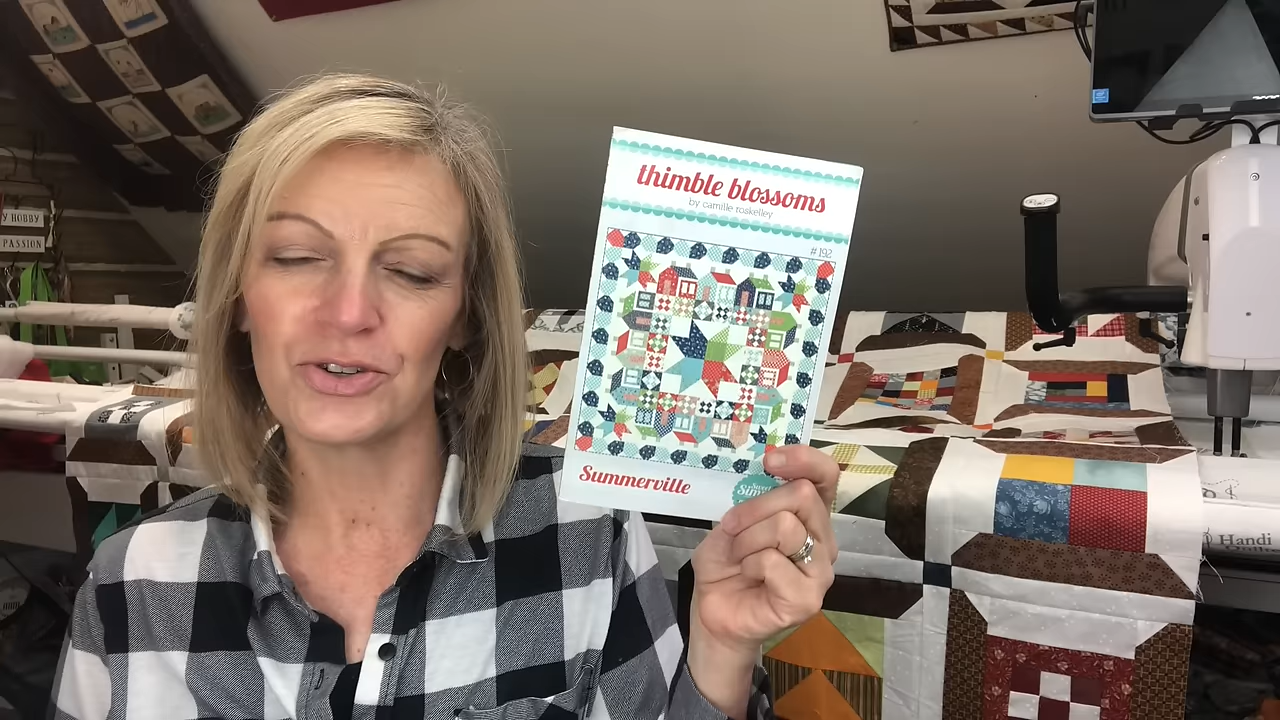 thimble blossoms
by camille roskelley
#192
Summerville
Y HOBBY
PASSION
Handi